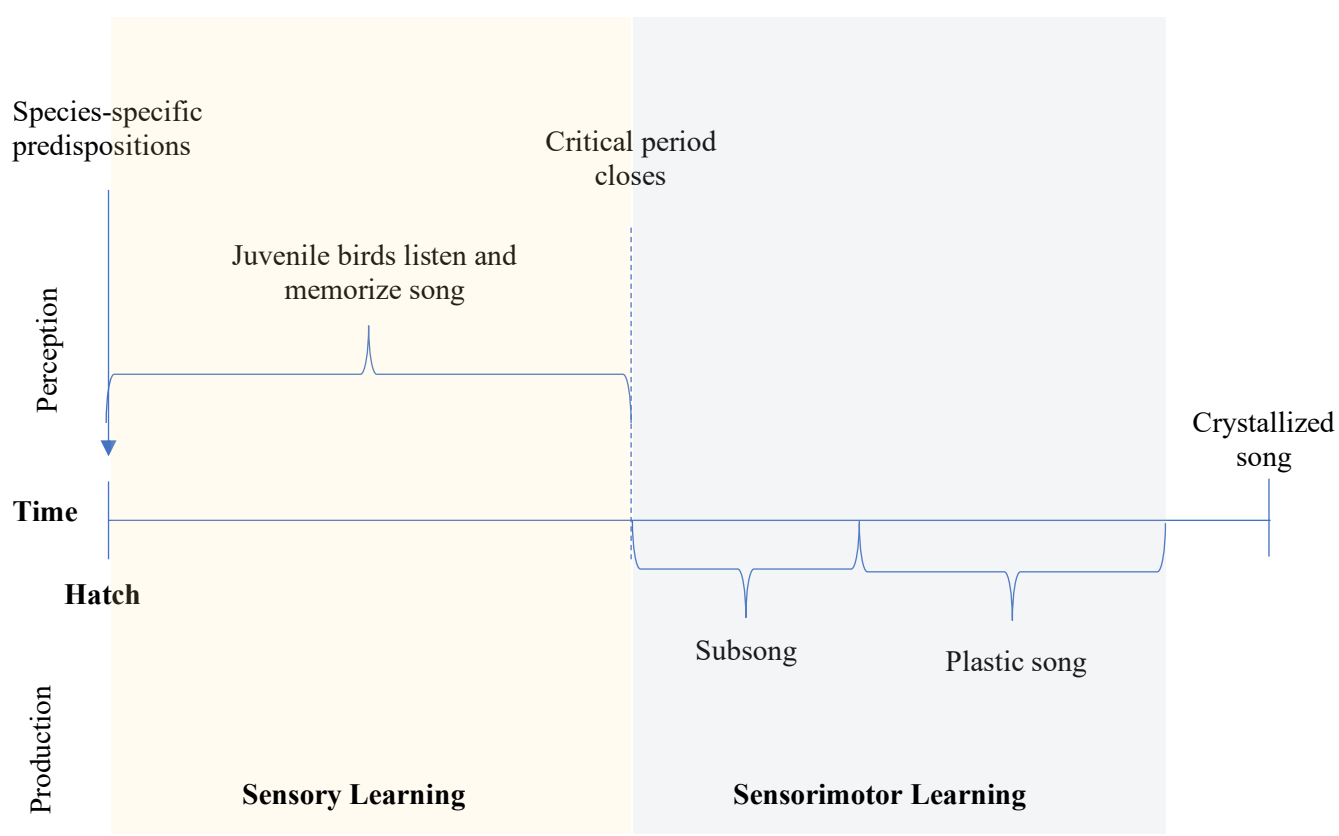 Species-specific
predispositions
Critical period
closes
Juvenile birds listen and
memorize song
Perception
Crystallized
song
Time
Hatch
Subsong
Plastic song
Production
Sensory Learning
Sensorimotor Learning